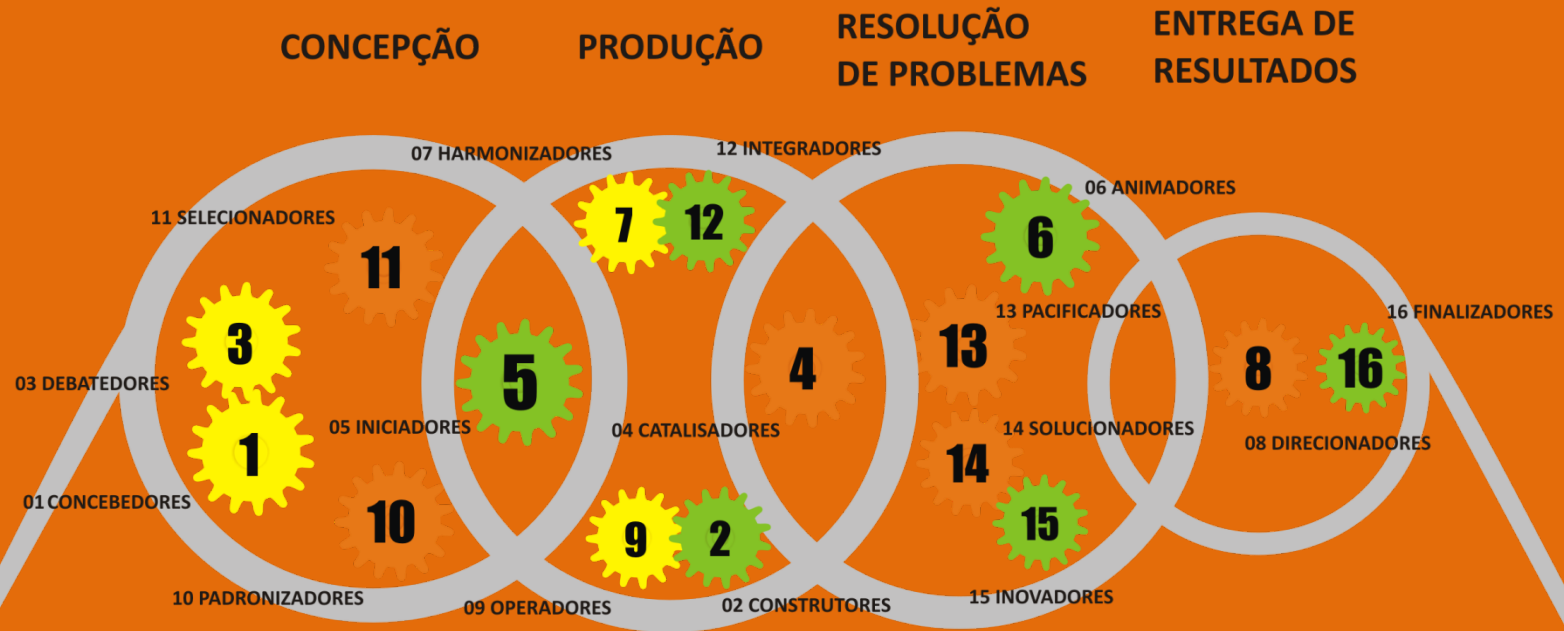 CONCEPÇÃO
PRODUÇÃO
RESOLUÇÃO
DE PROBLEMAS
ENTREGA DE
RESULTADOS
07 HARMONIZADORES
12 INTEGRADORES
06 ANIMADORES
11 SELECIONADORES
7
12
6
11
13 PACIFICADORES
16 FINALIZADORES
3
5
4
13
8
16
03 DEBATEDORES
05 INICIADORES
04 CATALISADORES
14 SOLUCIONADORES
08 DIRECIONADORES
1
14
01 CONCEBEDORES
10
9
2
15
10 PADRONIZADORES
09 OPERADORES
02 CONSTRUTORES
15 INOVADORES